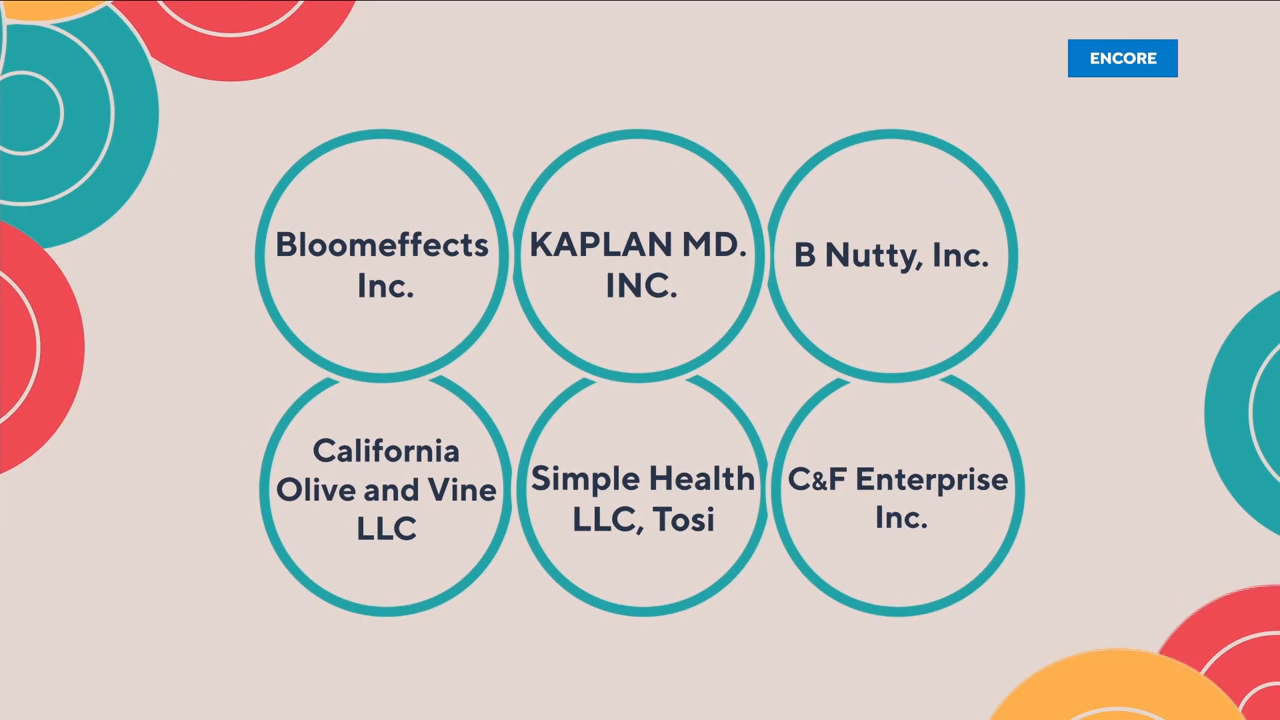 ENCORE
Bloomeffects
Inc.
KAPLAN MD.
INC.
B Nutty, Inc.
California
Olive and Vine
LLC
Simple Health
LLC, Tosi
C&F Enterprise
Inc.